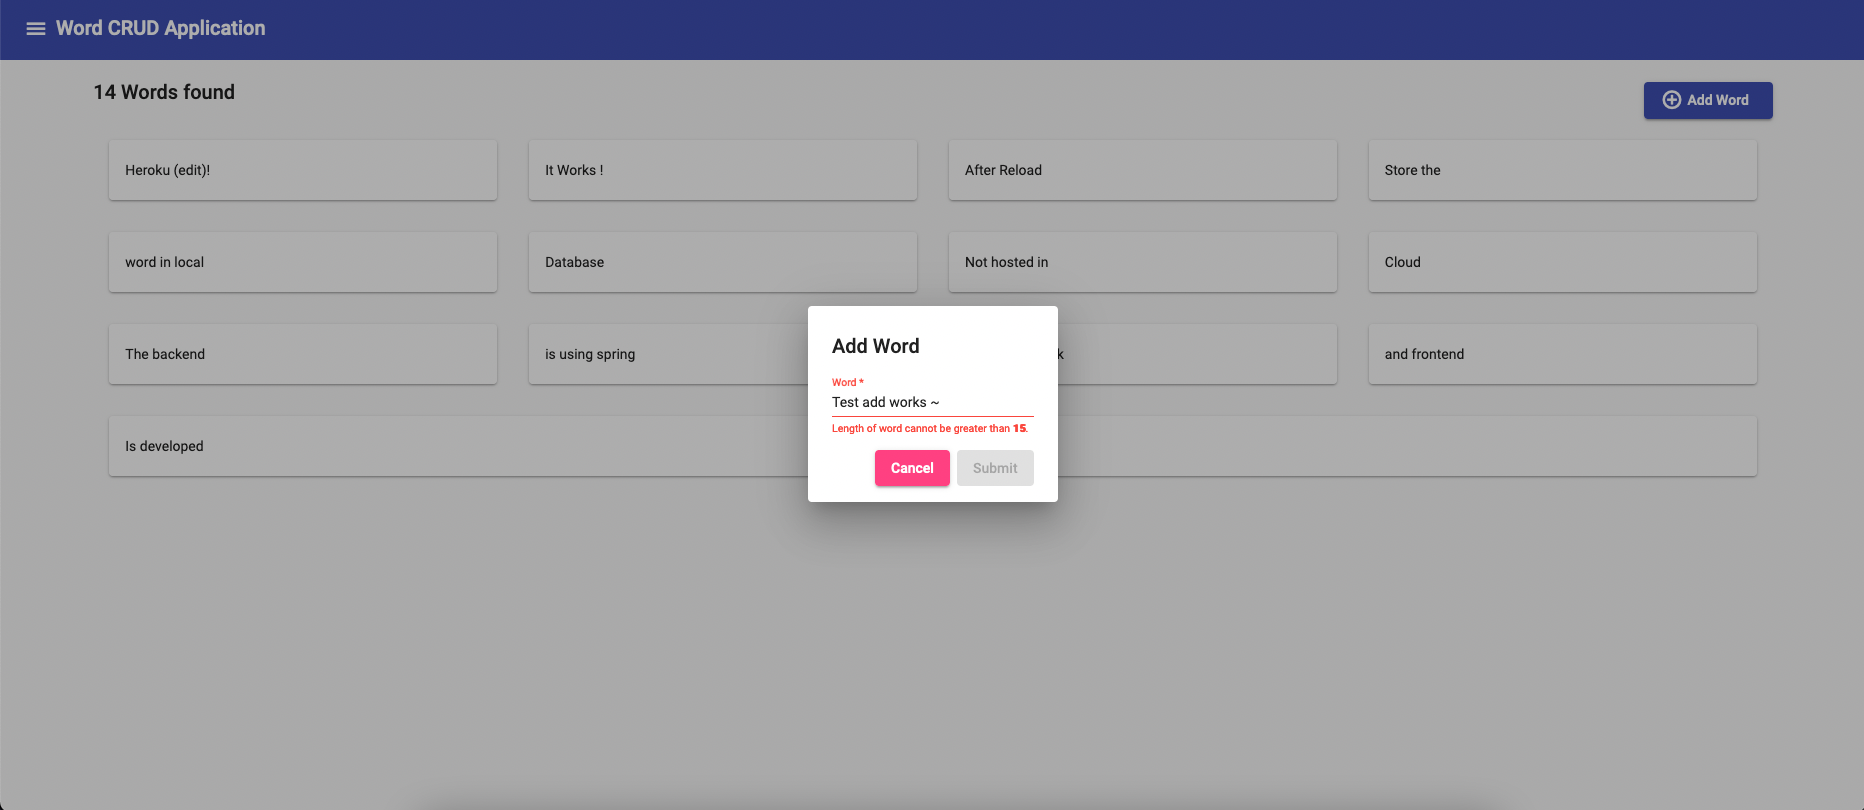 Word CRUD Application
14 Words found
Add Word
Heroku (edit)!
It Works !
After Reload
Store the
word in local
Database
Not hosted in
Cloud
The backend
is using spring
and frontend
Is developed
Add Word
Word *
Test add works ~
Length of word cannot be greater than 15.
Cancel
Submit